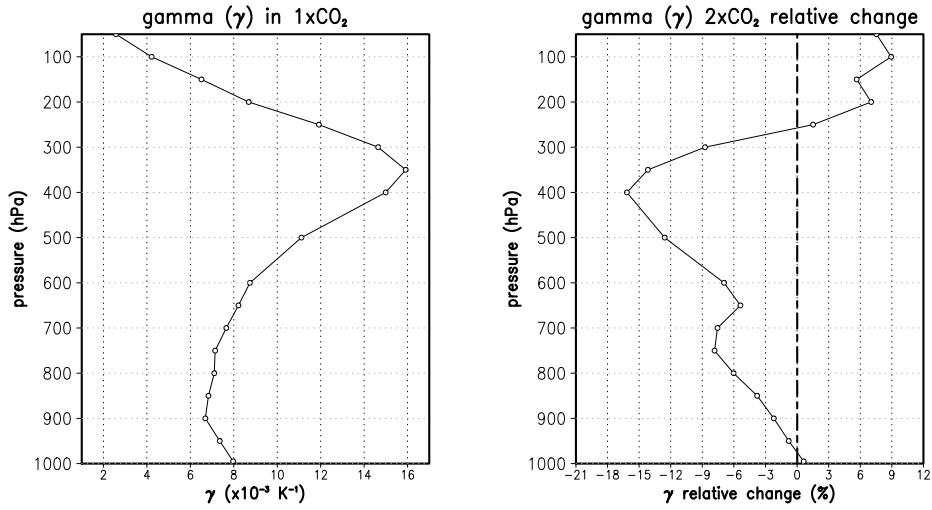 gamma (γ) in 1xCO₂
100
200
300
400
500
600
700
800
900
1000
pressure (hPa)
2 4 6 8 10 12 14 16
γ (x10⁻³ K⁻¹)
gamma (γ) 2xCO₂ relative change
100
200
300
400
500
600
700
800
900
1000
pressure (hPa)
-21 -18 -15 -12 -9 -6 -3 0 3 6 9 12
γ relative change (%)